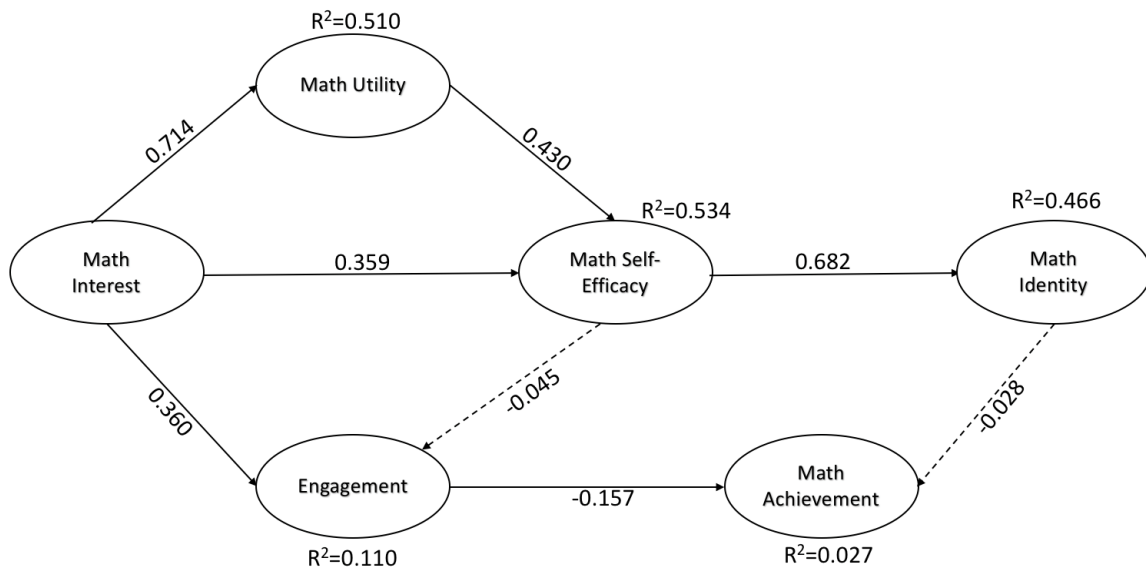 R²=0.510
Math Utility
0.714
0.430
R²=0.534
R²=0.466
Math
Interest
0.359
Math Self-
Efficacy
0.682
Math
Identity
0.360
-0.045
-0.028
Engagement
-0.157
Math
Achievement
R²=0.110
R²=0.027